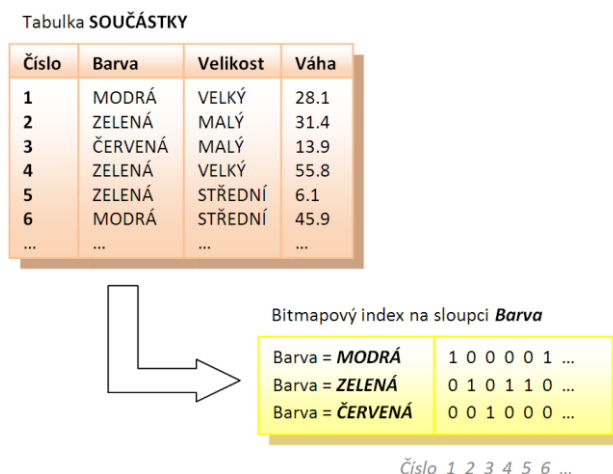 Tabulka SOUČÁSTKY
Číslo Barva Velikost Váha
1 MODRÁ VELKÝ 28.1
2 ZELENÁ MALÝ 31.4
3 ČERVENÁ MALÝ 13.9
4 ZELENÁ VELKÝ 55.8
5 ZELENÁ STŘEDNÍ 6.1
6 MODRÁ STŘEDNÍ 45.9
... ... ... ...
Bitmapový index na sloupci Barva
Barva = MODRÁ 1 0 0 0 0 1 ...
Barva = ZELENÁ 0 1 0 1 1 0 ...
Barva = ČERVENÁ 0 0 1 0 0 0 ...
Číslo 1 2 3 4 5 6 ...